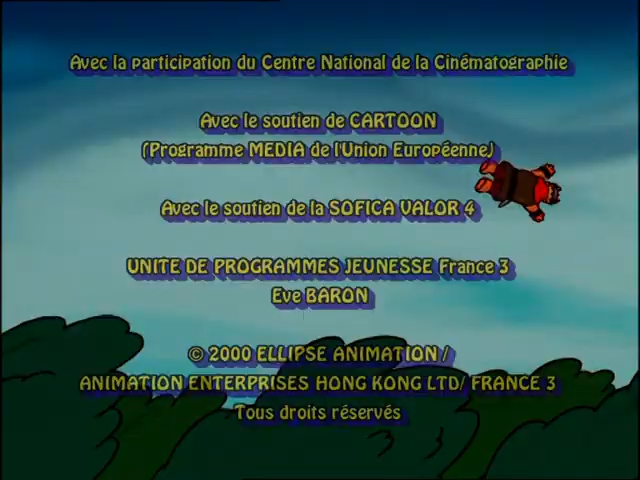 Avec la participation du Centre National de la Cinématographie
Avec le soutien de CARTOON
(Programme MEDIA de l'Union Européenne)
Avec le soutien de la SOFICA VALOR 4
UNITE DE PROGRAMMES JEUNESSE France 3
Eve BARON
© 2000 ELLIPSE ANIMATION /
ANIMATION ENTERPRISES HONG KONG LTD/ FRANCE 3
Tous droits réservés